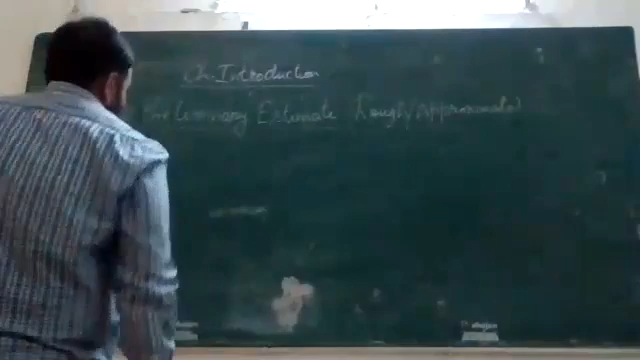 Ch. Introduction
Preliminary Estimate (Rough/Approximate)